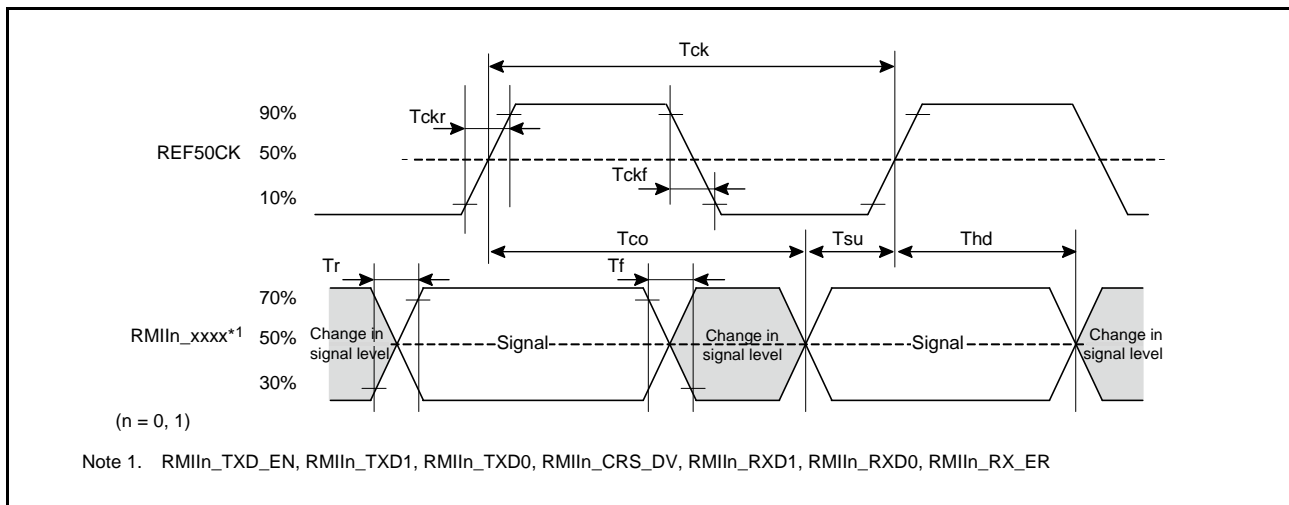 Tck
90%
Tckr
REF50CK
50%
Tckf
10%
Tco
Tsu
Thd
Tr
Tf
70%
RMIIn_xxxx*1
50%
Change in
signal level
Signal
Change in
signal level
Signal
Change in
signal level
30%
(n = 0, 1)
Note 1. RMIIn_TXD_EN, RMIIn_TXD1, RMIIn_TXD0, RMIIn_CRS_DV, RMIIn_RXD1, RMIIn_RXD0, RMIIn_RX_ER